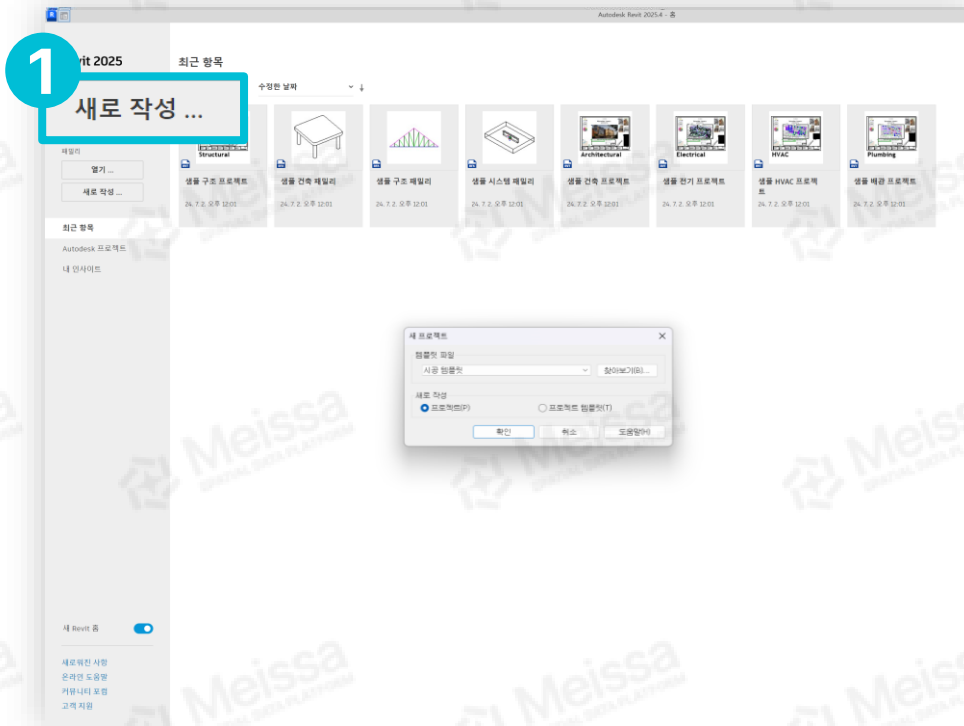 Autodesk Revit 2025.4 - 홈
1
vit 2025
최근 항목
새로 작성 ...
수정한 날짜
패밀리
열기 ...
새로 작성 ...
최근 항목
Autodesk 프로젝트
내 인사이트
Structural
Architectural
Electrical
HVAC
Plumbing
샘플 구조 프로젝트
샘플 건축 패밀리
샘플 구조 패밀리
샘플 시스템 패밀리
샘플 건축 프로젝트
샘플 전기 프로젝트
샘플 HVAC 프로젝
트
샘플 배관 프로젝트
24. 7. 2. 오후 12:01
24. 7. 2. 오후 12:01
24. 7. 2. 오후 12:01
24. 7. 2. 오후 12:01
24. 7. 2. 오후 12:01
24. 7. 2. 오후 12:01
24. 7. 2. 오후 12:01
24. 7. 2. 오후 12:01
새 프로젝트
템플릿 파일
시공 템플릿
찾아보기(B)...
새로 작성
프로젝트(P)
프로젝트 템플릿(T)
확인
취소
도움말(H)
새 Revit 홈
새로워진 사항
온라인 도움말
커뮤니티 포럼
고객 지원
Meissa
SPATIAL DATA PLATFORM